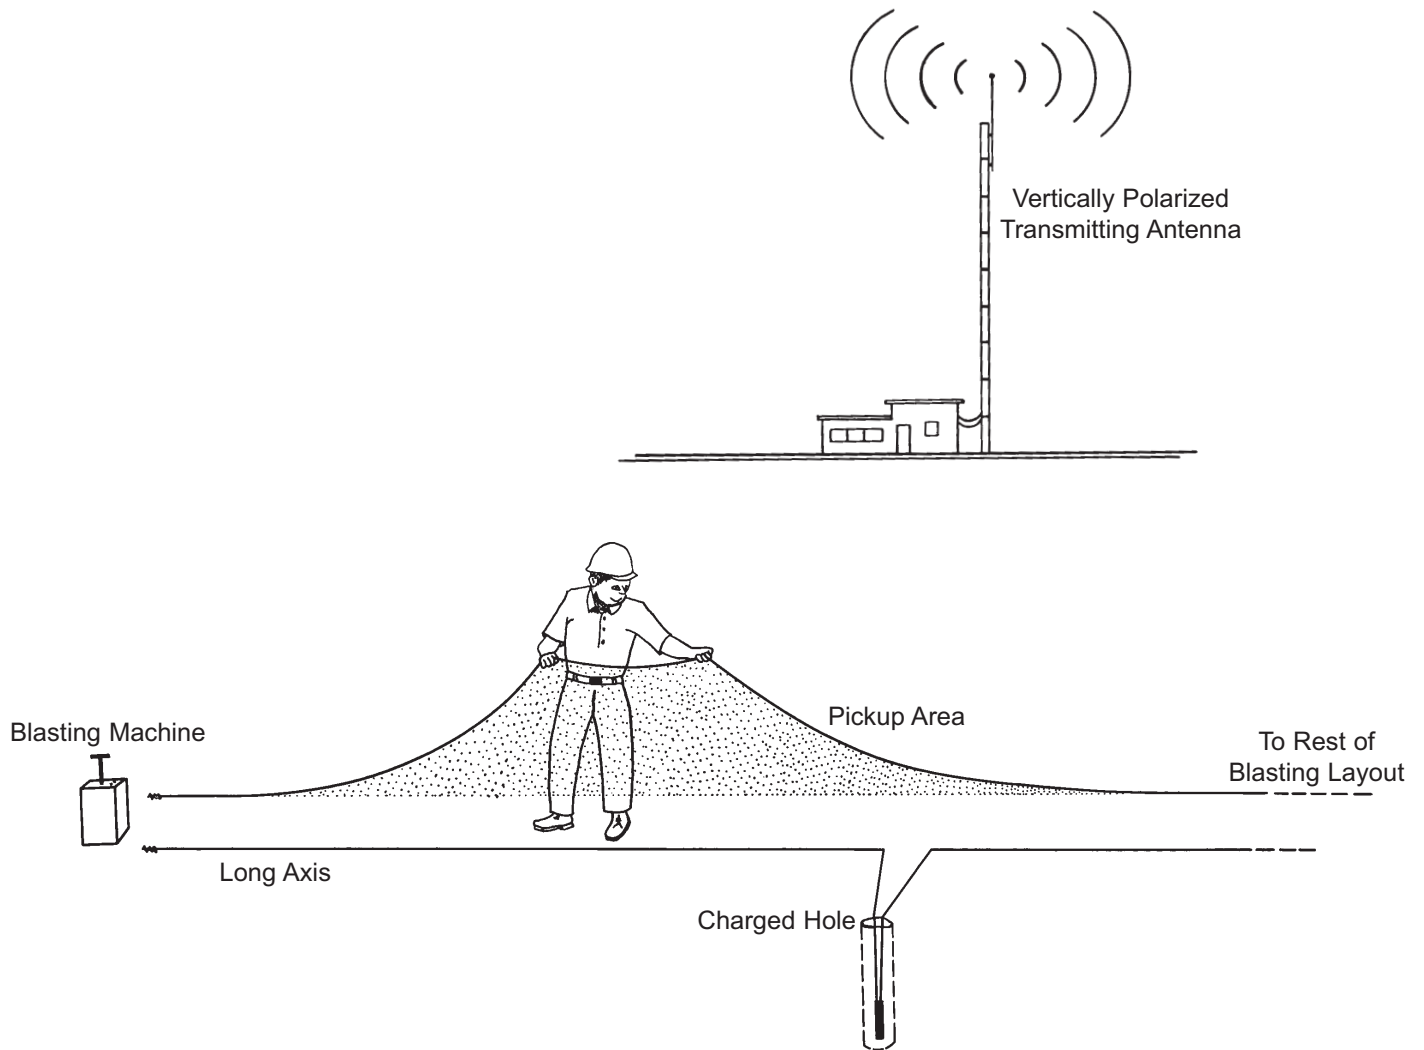 Vertically Polarized
Transmitting Antenna
Pickup Area
Blasting Machine
To Rest of
Blasting Layout
Long Axis
Charged Hole